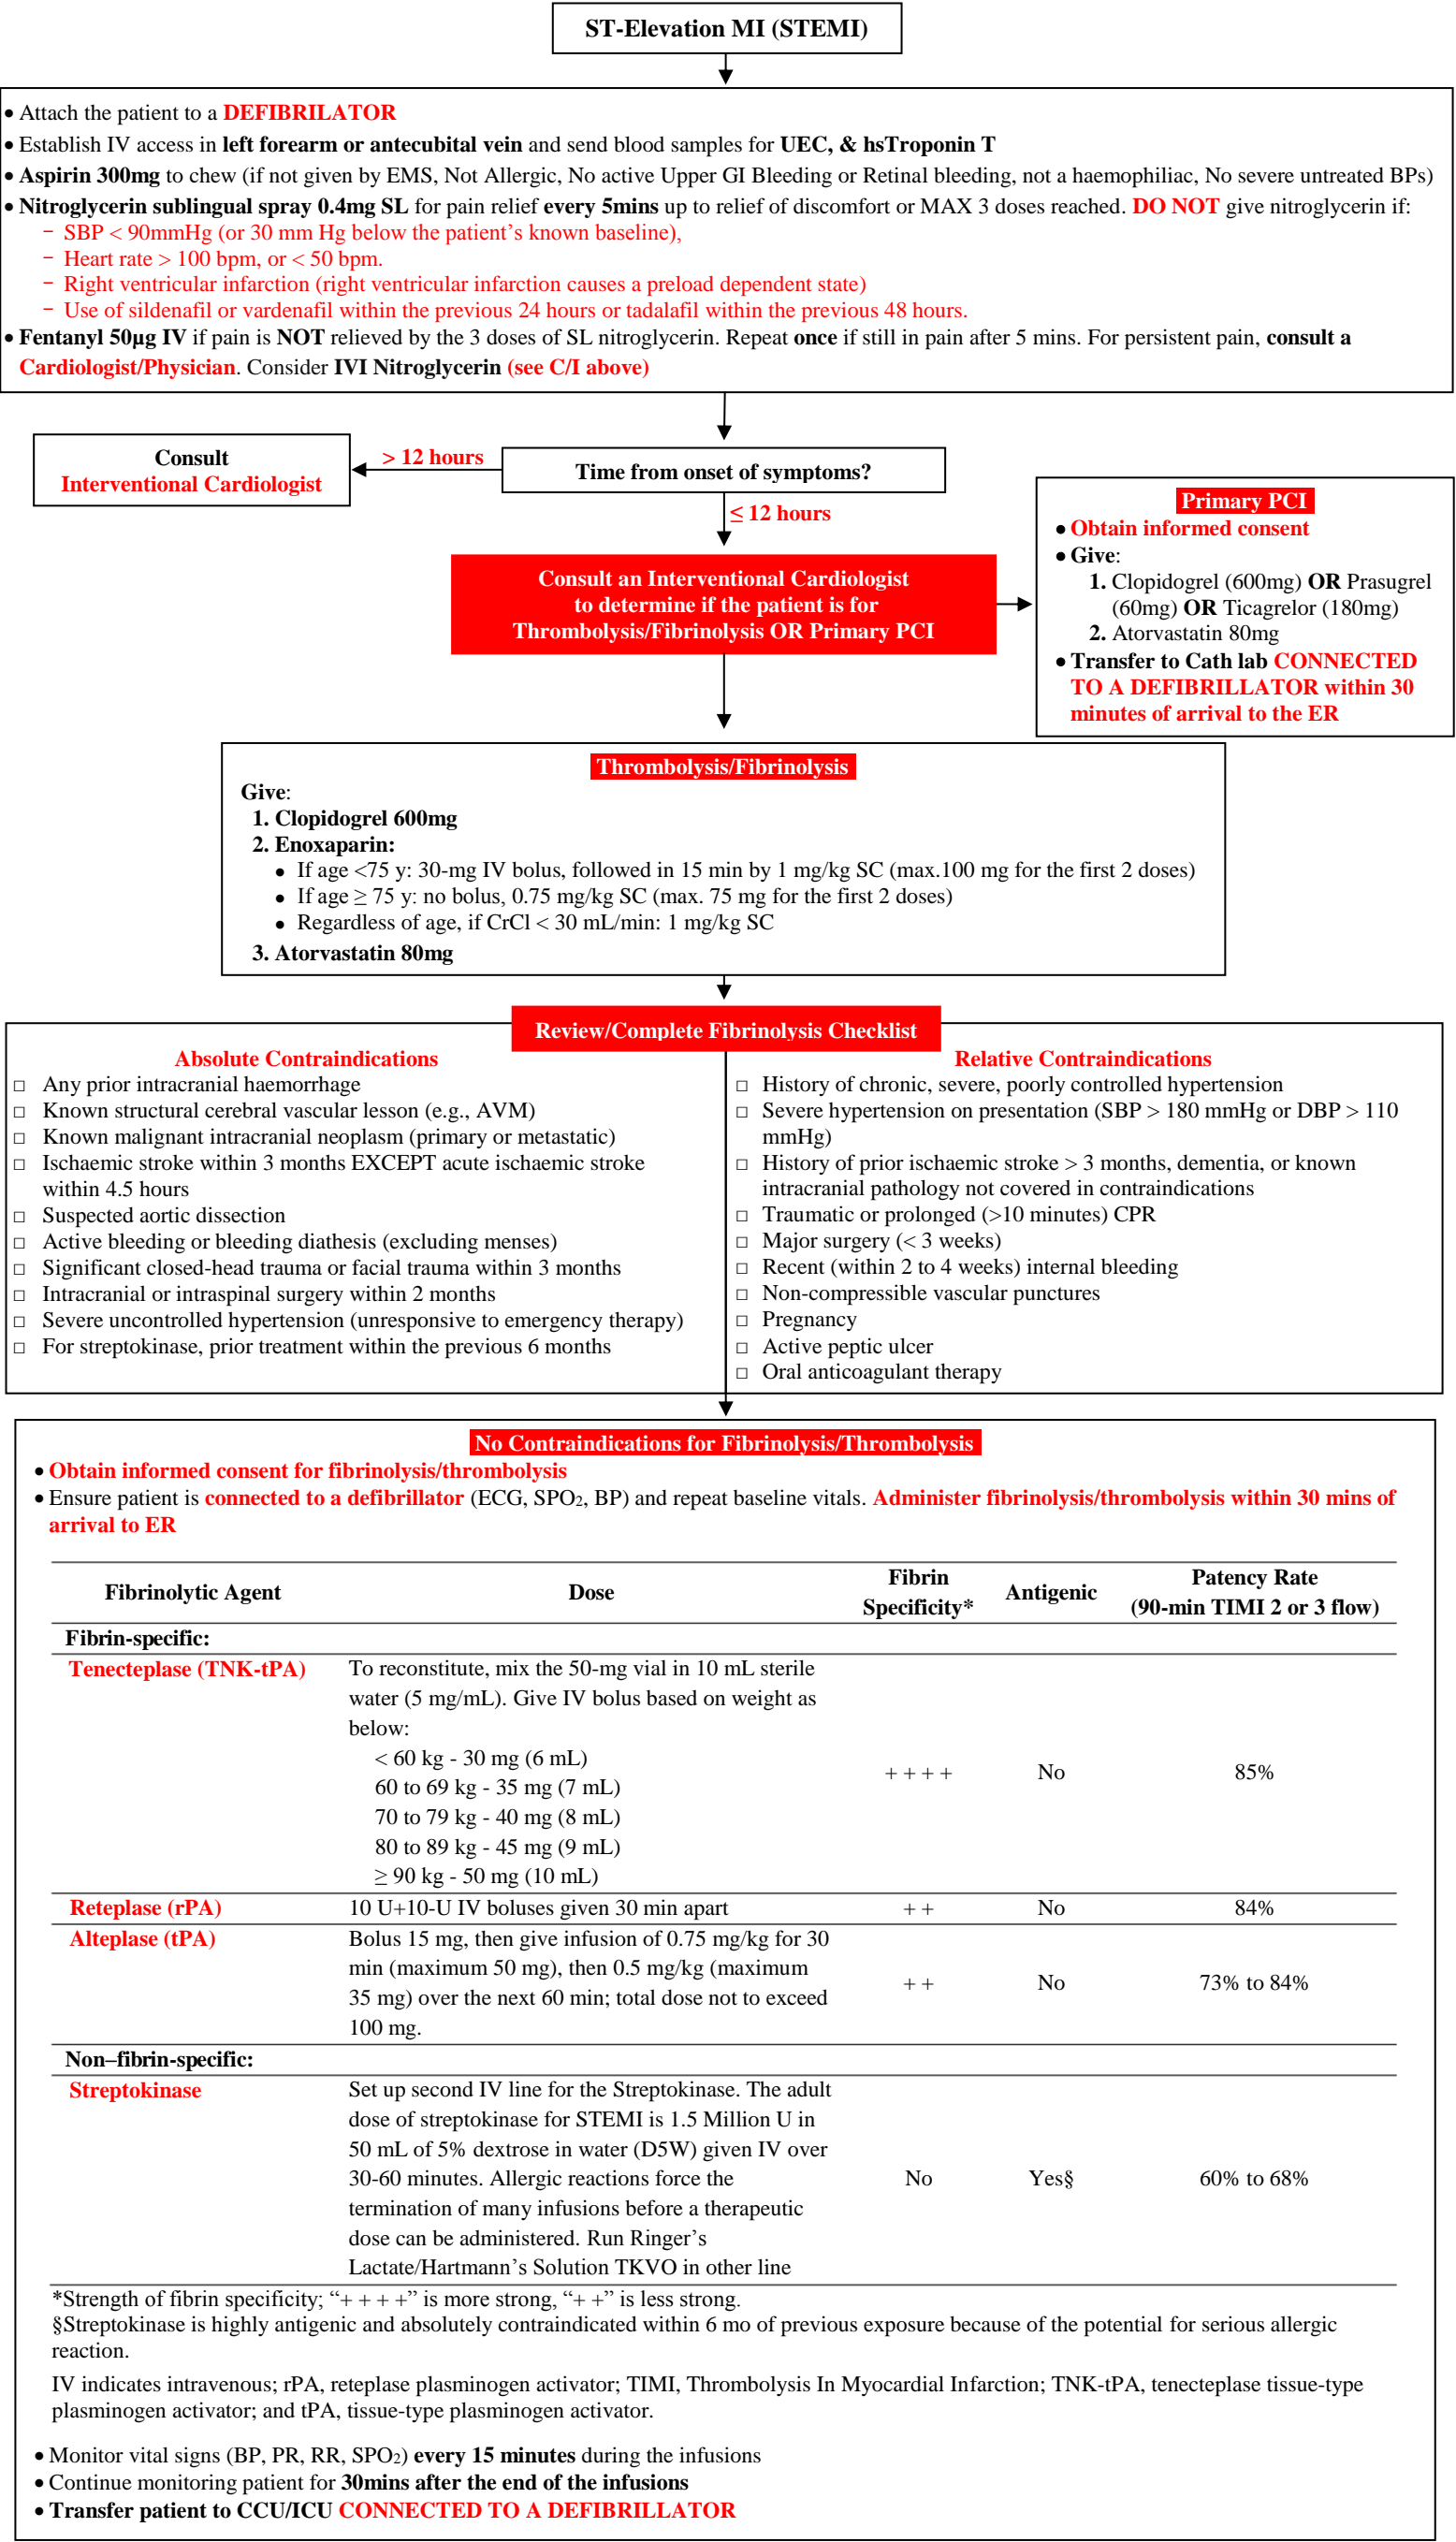 ST-Elevation MI (STEMI)
• Attach the patient to a DEFIBRILATOR
• Establish IV access in left forearm or antecubital vein and send blood samples for UEC, & hsTroponin T
• Aspirin 300mg to chew (if not given by EMS, Not Allergic, No active Upper GI Bleeding or Retinal bleeding, not a haemophiliac, No severe untreated BPs)
• Nitroglycerin sublingual spray 0.4mg SL for pain relief every 5mins up to relief of discomfort or MAX 3 doses reached. DO NOT give nitroglycerin if:
− SBP < 90mmHg (or 30 mm Hg below the patient’s known baseline),
− Heart rate > 100 bpm, or < 50 bpm.
− Right ventricular infarction (right ventricular infarction causes a preload dependent state)
− Use of sildenafil or vardenafil within the previous 24 hours or tadalafil within the previous 48 hours.
• Fentanyl 50µg IV if pain is NOT relieved by the 3 doses of SL nitroglycerin. Repeat once if still in pain after 5 mins. For persistent pain, consult a
Cardiologist/Physician. Consider IVI Nitroglycerin (see C/I above)
Time from onset of symptoms?
> 12 hours
Consult
Interventional Cardiologist
≤ 12 hours
Consult an Interventional Cardiologist
to determine if the patient is for
Thrombolysis/Fibrinolysis OR Primary PCI
Primary PCI
• Obtain informed consent
• Give:
1. Clopidogrel (600mg) OR Prasugrel
(60mg) OR Ticagrelor (180mg)
2. Atorvastatin 80mg
• Transfer to Cath lab CONNECTED
TO A DEFIBRILLATOR within 30
minutes of arrival to the ER
Thrombolysis/Fibrinolysis
Give:
1. Clopidogrel 600mg
2. Enoxaparin:
• If age <75 y: 30-mg IV bolus, followed in 15 min by 1 mg/kg SC (max.100 mg for the first 2 doses)
• If age ≥ 75 y: no bolus, 0.75 mg/kg SC (max. 75 mg for the first 2 doses)
• Regardless of age, if CrCl < 30 mL/min: 1 mg/kg SC
3. Atorvastatin 80mg
Review/Complete Fibrinolysis Checklist
Absolute Contraindications
□ Any prior intracranial haemorrhage
□ Known structural cerebral vascular lesson (e.g., AVM)
□ Known malignant intracranial neoplasm (primary or metastatic)
□ Ischaemic stroke within 3 months EXCEPT acute ischaemic stroke
within 4.5 hours
□ Suspected aortic dissection
□ Active bleeding or bleeding diathesis (excluding menses)
□ Significant closed-head trauma or facial trauma within 3 months
□ Intracranial or intraspinal surgery within 2 months
□ Severe uncontrolled hypertension (unresponsive to emergency therapy)
□ For streptokinase, prior treatment within the previous 6 months
Relative Contraindications
□ History of chronic, severe, poorly controlled hypertension
□ Severe hypertension on presentation (SBP > 180 mmHg or DBP > 110
mmHg)
□ History of prior ischaemic stroke > 3 months, dementia, or known
intracranial pathology not covered in contraindications
□ Traumatic or prolonged (>10 minutes) CPR
□ Major surgery (< 3 weeks)
□ Recent (within 2 to 4 weeks) internal bleeding
□ Non-compressible vascular punctures
□ Pregnancy
□ Active peptic ulcer
□ Oral anticoagulant therapy
No Contraindications for Fibrinolysis/Thrombolysis
• Obtain informed consent for fibrinolysis/thrombolysis
• Ensure patient is connected to a defibrillator (ECG, SPO2, BP) and repeat baseline vitals. Administer fibrinolysis/thrombolysis within 30 mins of
arrival to ER
Fibrinolytic Agent Dose Fibrin Specificity* Antigenic Patency Rate (90-min TIMI 2 or 3 flow)
Fibrin-specific:
Tenecteplase (TNK-tPA) To reconstitute, mix the 50-mg vial in 10 mL sterile
water (5 mg/mL). Give IV bolus based on weight as
below:
< 60 kg - 30 mg (6 mL)
60 to 69 kg - 35 mg (7 mL)
70 to 79 kg - 40 mg (8 mL)
80 to 89 kg - 45 mg (9 mL)
≥ 90 kg - 50 mg (10 mL)
+ + + + No 85%
Reteplase (rPA) 10 U+10-U IV boluses given 30 min apart + + No 84%
Alteplase (tPA) Bolus 15 mg, then give infusion of 0.75 mg/kg for 30
min (maximum 50 mg), then 0.5 mg/kg (maximum
35 mg) over the next 60 min; total dose not to exceed
100 mg.
+ + No 73% to 84%
Non–fibrin-specific:
Streptokinase Set up second IV line for the Streptokinase. The adult
dose of streptokinase for STEMI is 1.5 Million U in
50 mL of 5% dextrose in water (D5W) given IV over
30-60 minutes. Allergic reactions force the
termination of many infusions before a therapeutic
dose can be administered. Run Ringer’s
Lactate/Hartmann’s Solution TKVO in other line
No Yes§ 60% to 68%
*Strength of fibrin specificity; “+ + + +” is more strong, “+ +” is less strong.
§Streptokinase is highly antigenic and absolutely contraindicated within 6 mo of previous exposure because of the potential for serious allergic
reaction.
IV indicates intravenous; rPA, reteplase plasminogen activator; TIMI, Thrombolysis In Myocardial Infarction; TNK-tPA, tenecteplase tissue-type
plasminogen activator; and tPA, tissue-type plasminogen activator.
• Monitor vital signs (BP, PR, RR, SPO2) every 15 minutes during the infusions
• Continue monitoring patient for 30mins after the end of the infusions
• Transfer patient to CCU/ICU CONNECTED TO A DEFIBRILLATOR